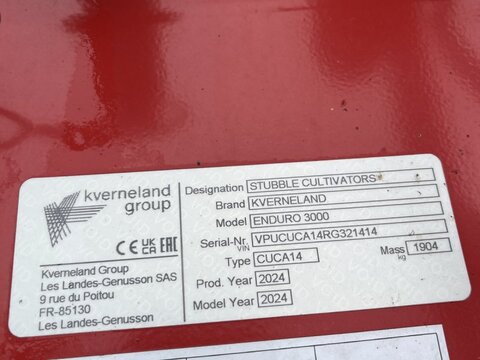 kverneland
group
CE UK CA EAC
Kverneland Group
Les Landes-Genusson SAS
9 rue du Poitou
FR-85130
Les Landes-Genusson
Designation STUBBLE CULTIVATORS
Brand KVERNELAND
Model ENDURO 3000
Serial-Nr. VIN VPUCUCA14RG321414
Type CUCA14 Mass kg 1904
Prod. Year 2024
Model Year 2024